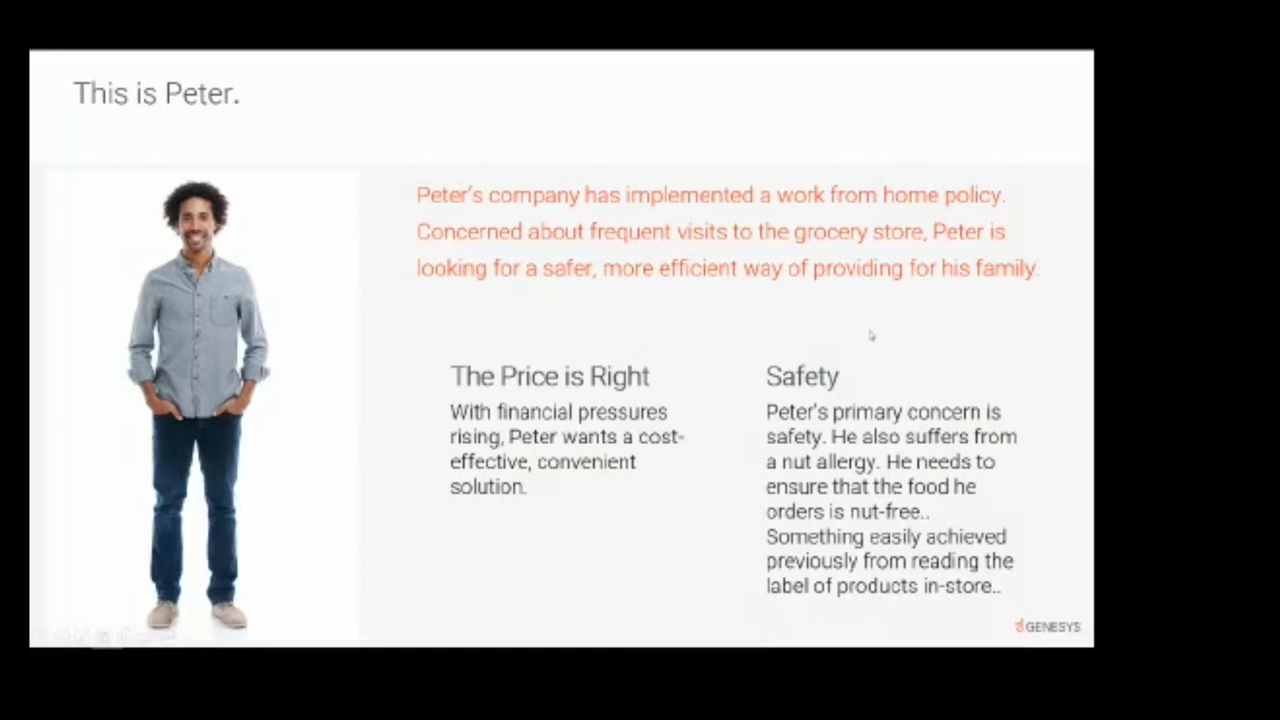 This is Peter.
Peter's company has implemented a work from home policy.
Concerned about frequent visits to the grocery store, Peter is
looking for a safer, more efficient way of providing for his family.
The Price is Right
With financial pressures
rising, Peter wants a cost-
effective, convenient
solution.
Safety
Peter's primary concern is
safety. He also suffers from
a nut allergy. He needs to
ensure that the food he
orders is nut-free..
Something easily achieved
previously from reading the
label of products in-store..
GENESYS